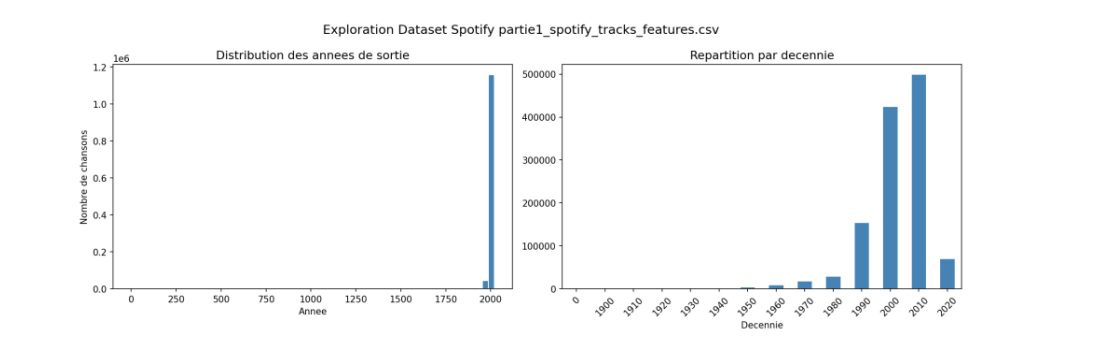 Exploration Dataset Spotify partie1_spotify_tracks_features.csv
Distribution des annees de sortie
1e6
1.2
1.0
0.8
0.6
0.4
0.2
0.0
Nombre de chansons
0 250 500 750 1000 1250 1500 1750 2000
Annee
Repartition par decennie
500000
400000
300000
200000
100000
0
0 1900 1910 1920 1930 1940 1950 1960 1970 1980 1990 2000 2010 2020
Decennie